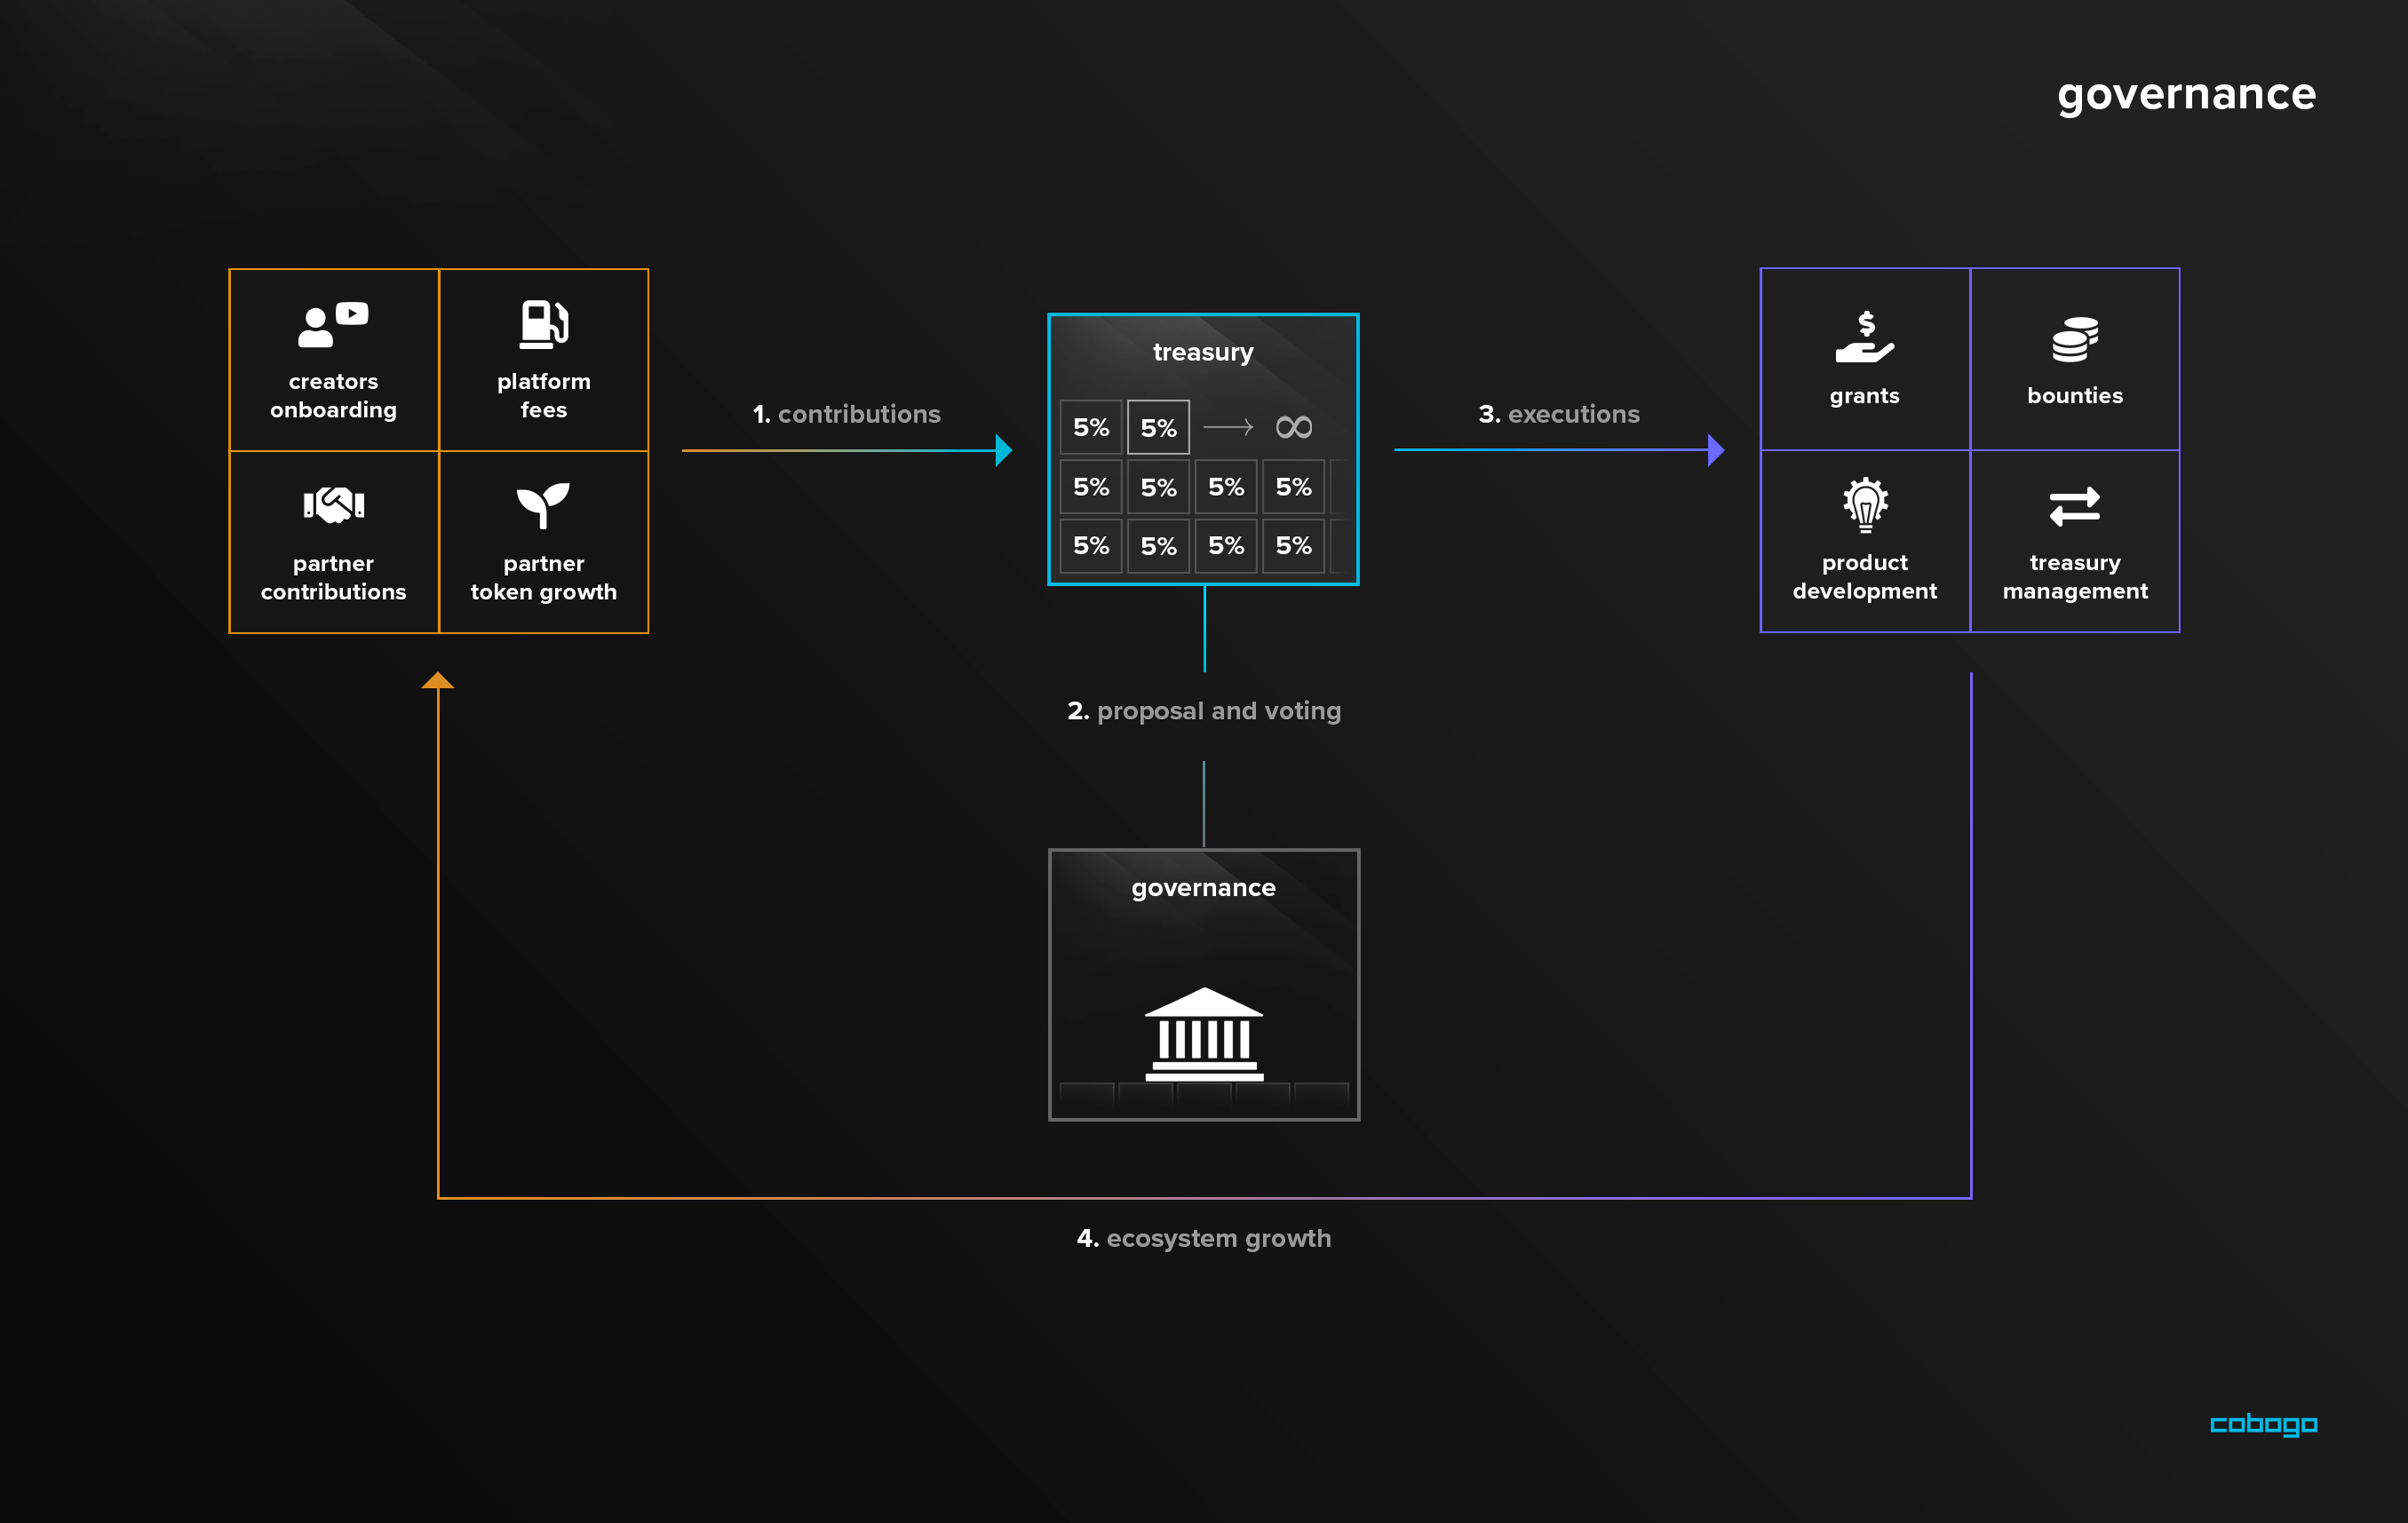 governance
creators
onboarding
platform
fees
partner
contributions
partner
token growth
1. contributions
treasury
5% 5% → ∞
5% 5% 5% 5%
5% 5% 5% 5%
2. proposal and voting
governance
3. executions
grants
bounties
product
development
treasury
management
4. ecosystem growth
cobogo